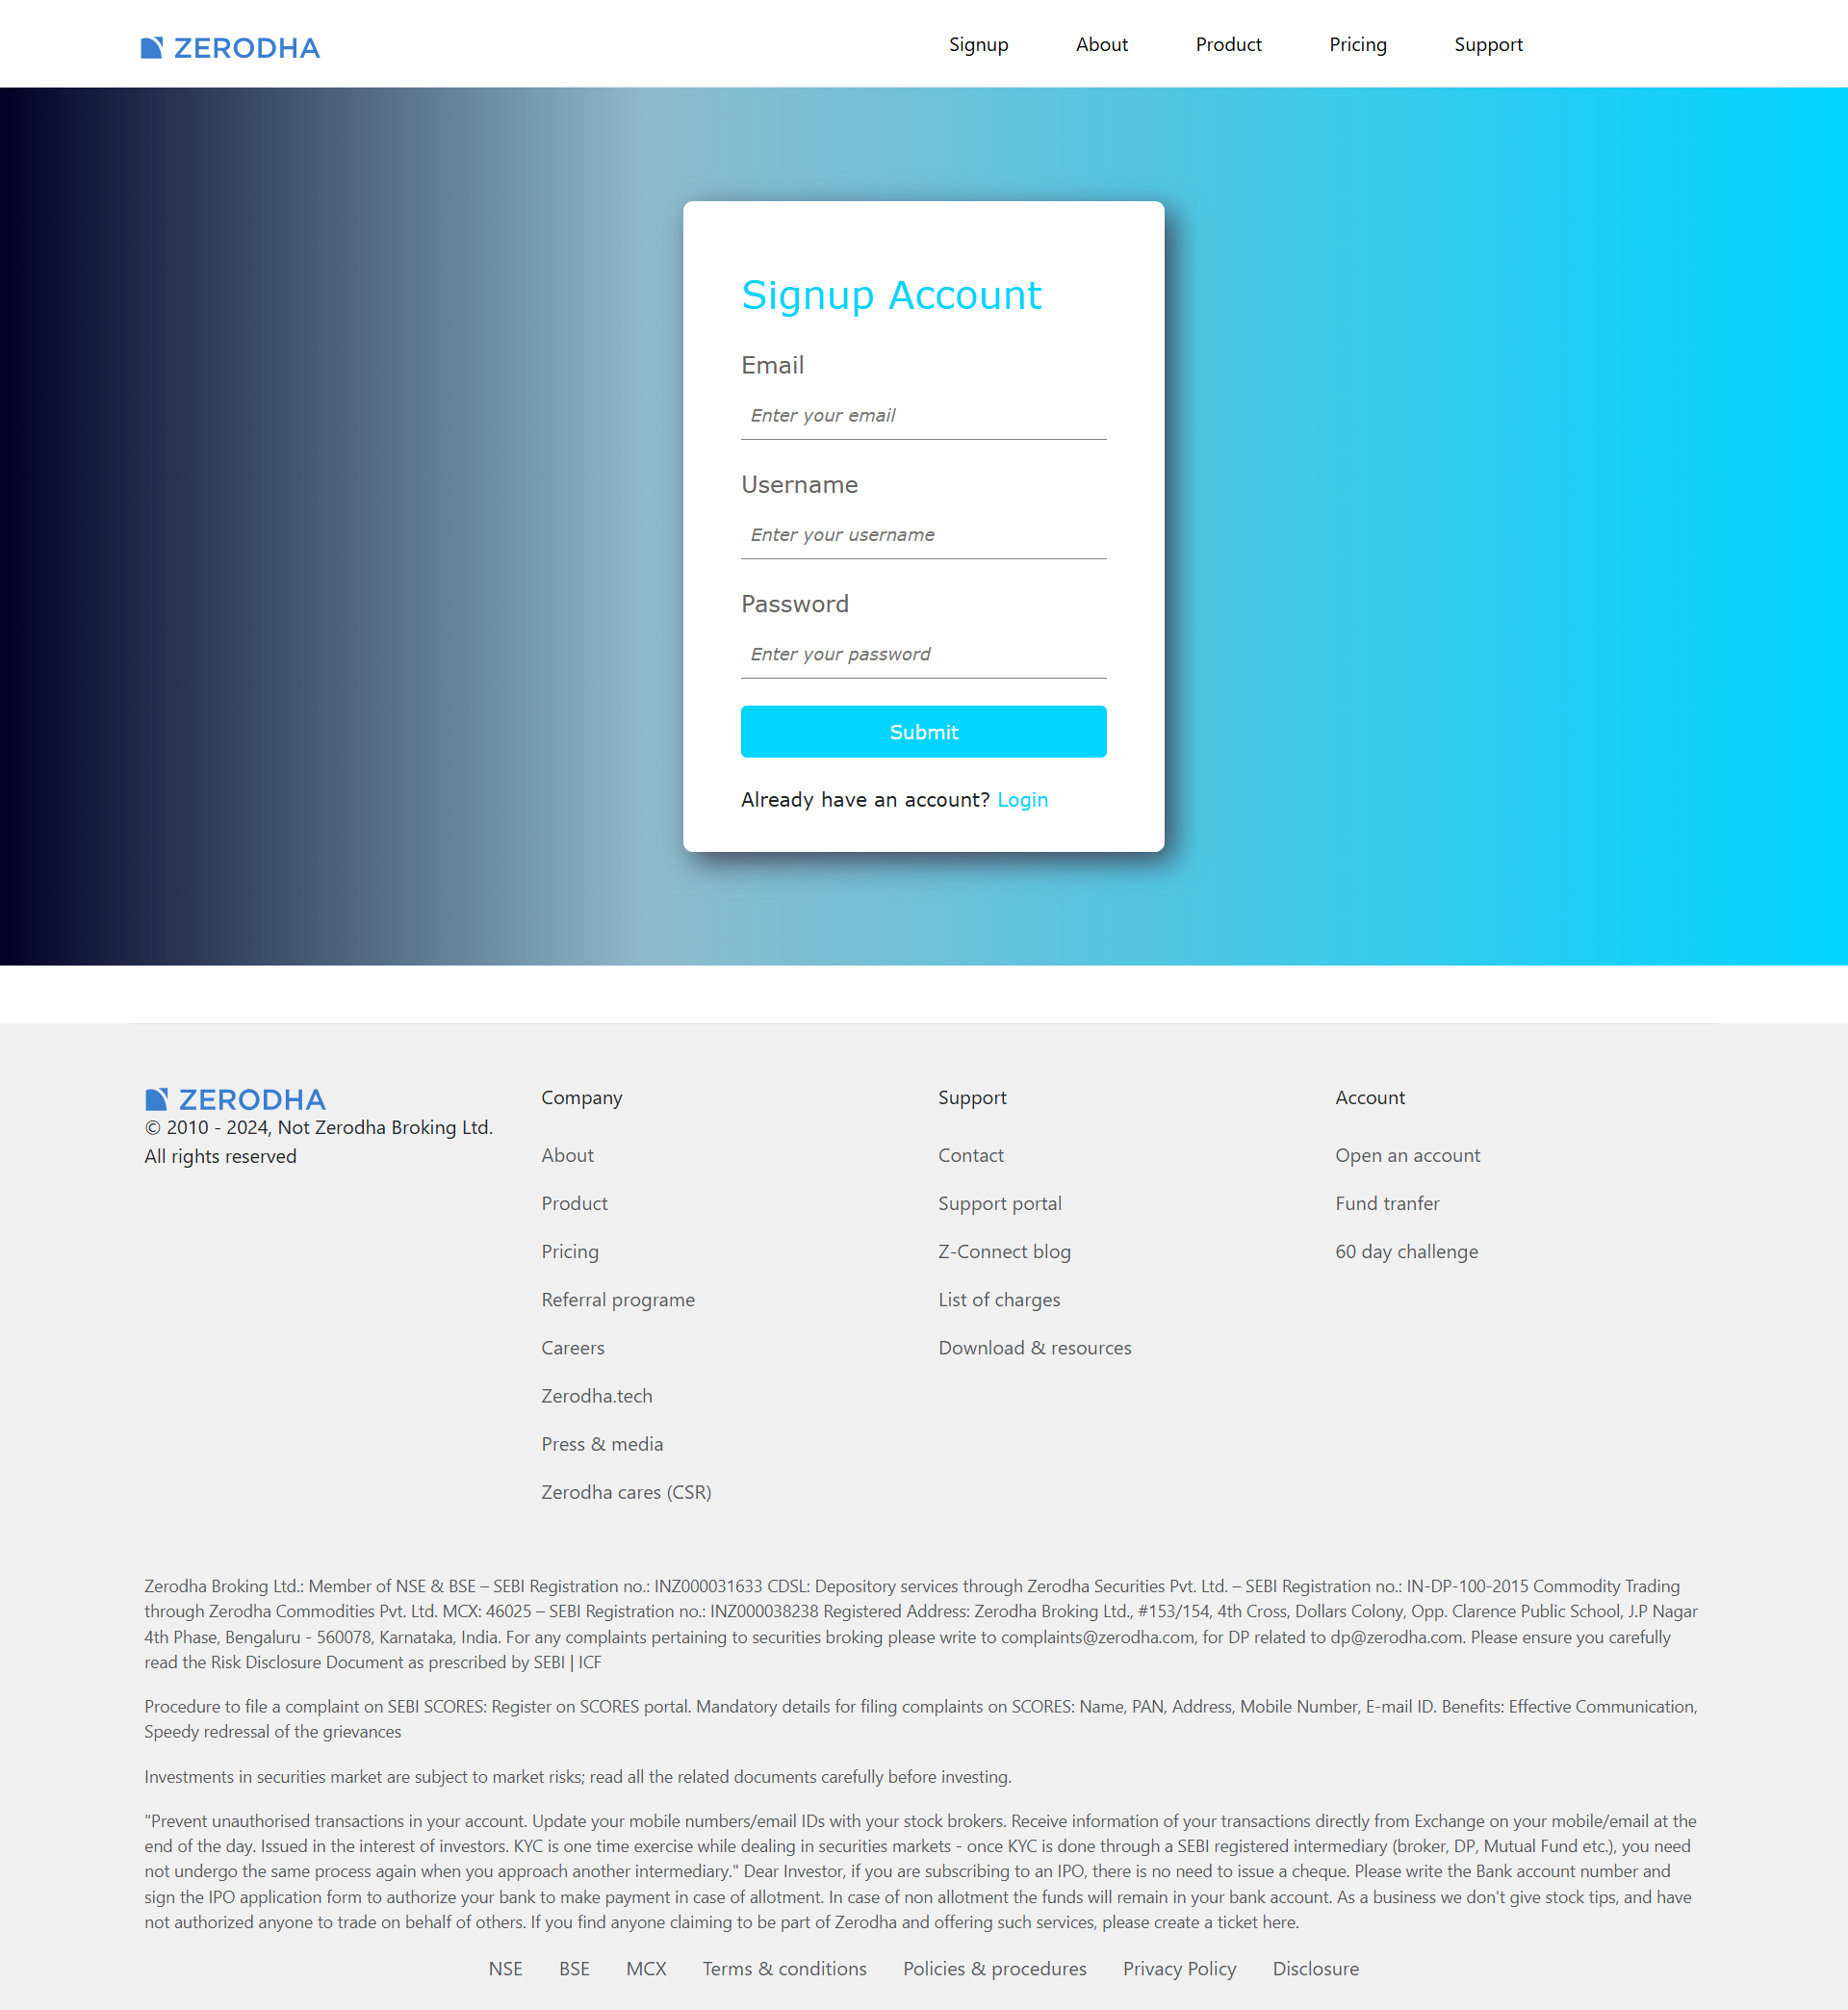 ZERODHA
Signup About Product Pricing Support
Signup Account
Email
Enter your email
Username
Enter your username
Password
Enter your password
Submit
Already have an account? Login
ZERODHA
© 2010 - 2024, Not Zerodha Broking Ltd.
All rights reserved
Company
About
Product
Pricing
Referral programe
Careers
Zerodha.tech
Press & media
Zerodha cares (CSR)
Support
Contact
Support portal
Z-Connect blog
List of charges
Download & resources
Account
Open an account
Fund tranfer
60 day challenge
Zerodha Broking Ltd.: Member of NSE & BSE – SEBI Registration no.: INZ000031633 CDSL: Depository services through Zerodha Securities Pvt. Ltd. – SEBI Registration no.: IN-DP-100-2015 Commodity Trading
through Zerodha Commodities Pvt. Ltd. MCX: 46025 – SEBI Registration no.: INZ000038238 Registered Address: Zerodha Broking Ltd., #153/154, 4th Cross, Dollars Colony, Opp. Clarence Public School, J.P Nagar
4th Phase, Bengaluru - 560078, Karnataka, India. For any complaints pertaining to securities broking please write to complaints@zerodha.com, for DP related to dp@zerodha.com. Please ensure you carefully
read the Risk Disclosure Document as prescribed by SEBI | ICF
Procedure to file a complaint on SEBI SCORES: Register on SCORES portal. Mandatory details for filing complaints on SCORES: Name, PAN, Address, Mobile Number, E-mail ID. Benefits: Effective Communication,
Speedy redressal of the grievances
Investments in securities market are subject to market risks; read all the related documents carefully before investing.
"Prevent unauthorised transactions in your account. Update your mobile numbers/email IDs with your stock brokers. Receive information of your transactions directly from Exchange on your mobile/email at the
end of the day. Issued in the interest of investors. KYC is one time exercise while dealing in securities markets - once KYC is done through a SEBI registered intermediary (broker, DP, Mutual Fund etc.), you need
not undergo the same process again when you approach another intermediary." Dear Investor, if you are subscribing to an IPO, there is no need to issue a cheque. Please write the Bank account number and
sign the IPO application form to authorize your bank to make payment in case of allotment. In case of non allotment the funds will remain in your bank account. As a business we don't give stock tips, and have
not authorized anyone to trade on behalf of others. If you find anyone claiming to be part of Zerodha and offering such services, please create a ticket here.
NSE BSE MCX Terms & conditions Policies & procedures Privacy Policy Disclosure